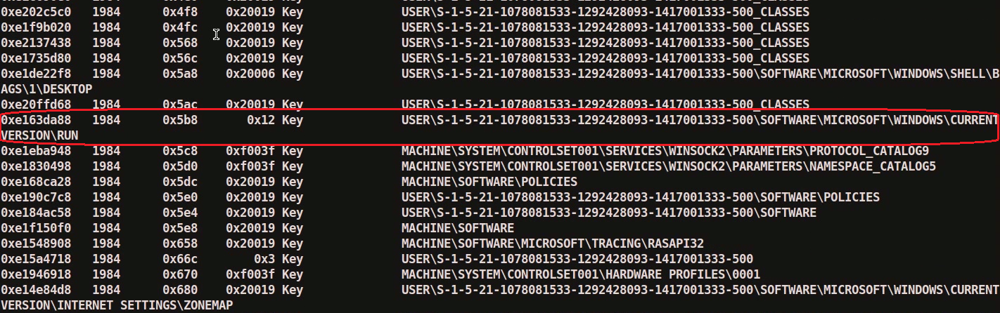 0xe202c5c0 1984 0x4f8 0x20019 Key USER\S-1-5-21-1078081533-1292428093-1417001333-500_CLASSES
0xe1f9b020 1984 0x4fc 0x20019 Key USER\S-1-5-21-1078081533-1292428093-1417001333-500_CLASSES
0xe2137438 1984 0x568 0x20019 Key USER\S-1-5-21-1078081533-1292428093-1417001333-500_CLASSES
0xe1735d80 1984 0x56c 0x20019 Key USER\S-1-5-21-1078081533-1292428093-1417001333-500_CLASSES
0xe1de22f8 1984 0x5a8 0x20006 Key USER\S-1-5-21-1078081533-1292428093-1417001333-500\SOFTWARE\MICROSOFT\WINDOWS\SHELL\B
AGS\1\DESKTOP
0xe20ffd68 1984 0x5ac 0x20019 Key USER\S-1-5-21-1078081533-1292428093-1417001333-500_CLASSES
0xe163da88 1984 0x5b8 0x12 Key USER\S-1-5-21-1078081533-1292428093-1417001333-500\SOFTWARE\MICROSOFT\WINDOWS\CURRENT
VERSION\RUN
0xe1eba948 1984 0x5c8 0xf003f Key MACHINE\SYSTEM\CONTROLSET001\SERVICES\WINSOCK2\PARAMETERS\PROTOCOL_CATALOG9
0xe1830498 1984 0x5d0 0xf003f Key MACHINE\SYSTEM\CONTROLSET001\SERVICES\WINSOCK2\PARAMETERS\NAMESPACE_CATALOG5
0xe168ca28 1984 0x5dc 0x20019 Key MACHINE\SOFTWARE\POLICIES
0xe190c7c8 1984 0x5e0 0x20019 Key USER\S-1-5-21-1078081533-1292428093-1417001333-500\SOFTWARE\POLICIES
0xe184ac58 1984 0x5e4 0x20019 Key USER\S-1-5-21-1078081533-1292428093-1417001333-500\SOFTWARE
0xe1f150f0 1984 0x5e8 0x20019 Key MACHINE\SOFTWARE
0xe1548908 1984 0x658 0x20019 Key MACHINE\SOFTWARE\MICROSOFT\TRACING\RASAPI32
0xe15a4718 1984 0x66c 0x3 Key USER\S-1-5-21-1078081533-1292428093-1417001333-500
0xe1946918 1984 0x670 0xf003f Key MACHINE\SYSTEM\CONTROLSET001\HARDWARE PROFILES\0001
0xe14e84d8 1984 0x680 0x20019 Key USER\S-1-5-21-1078081533-1292428093-1417001333-500\SOFTWARE\MICROSOFT\WINDOWS\CURRENT
VERSION\INTERNET SETTINGS\ZONEMAP